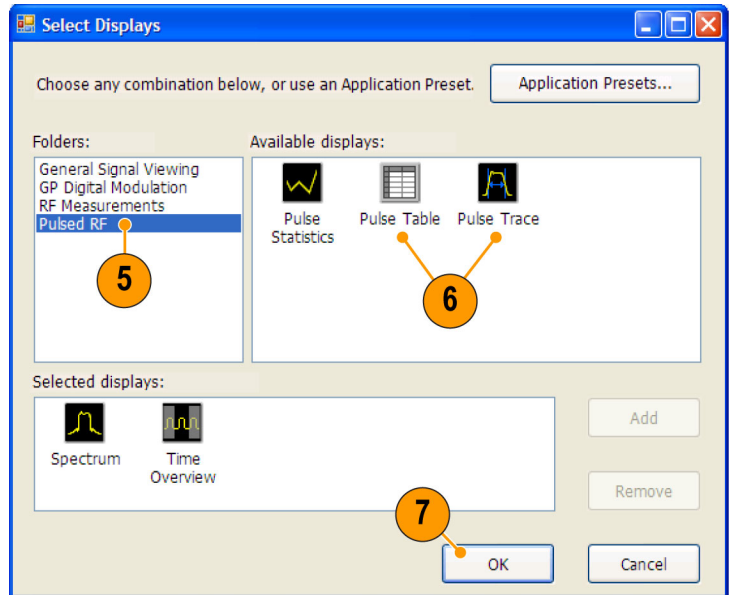 Select Displays
Choose any combination below, or use an Application Preset.
Application Presets...
Folders:
Available displays:
General Signal Viewing
GP Digital Modulation
RF Measurements
Pulsed RF
Pulse
Statistics
Pulse Table
Pulse Trace
5
6
Selected displays:
Spectrum
Time
Overview
Add
Remove
7
OK
Cancel